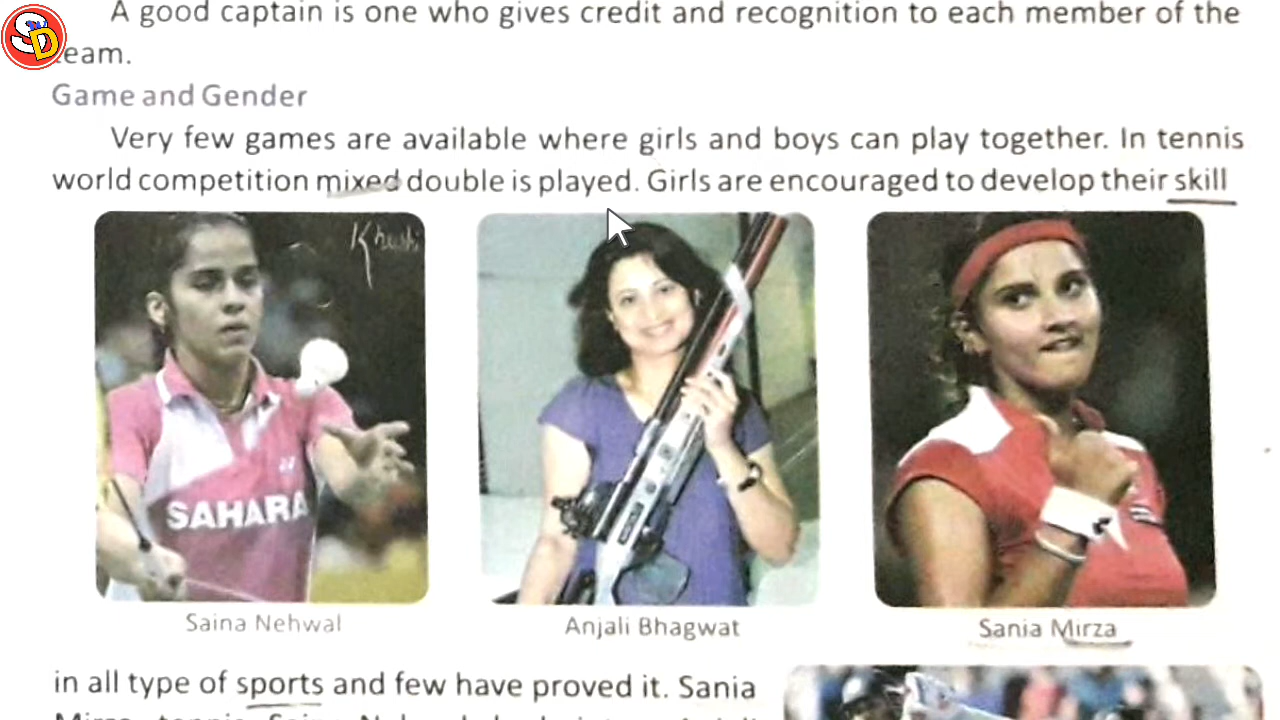 A good captain is one who gives credit and recognition to each member of the
team.
Game and Gender
Very few games are available where girls and boys can play together. In tennis
world competition mixed double is played. Girls are encouraged to develop their skill
Khushi
SAHARA
Saina Nehwal
Anjali Bhagwat
Sania Mirza
in all type of sports and few have proved it. Sania
SD